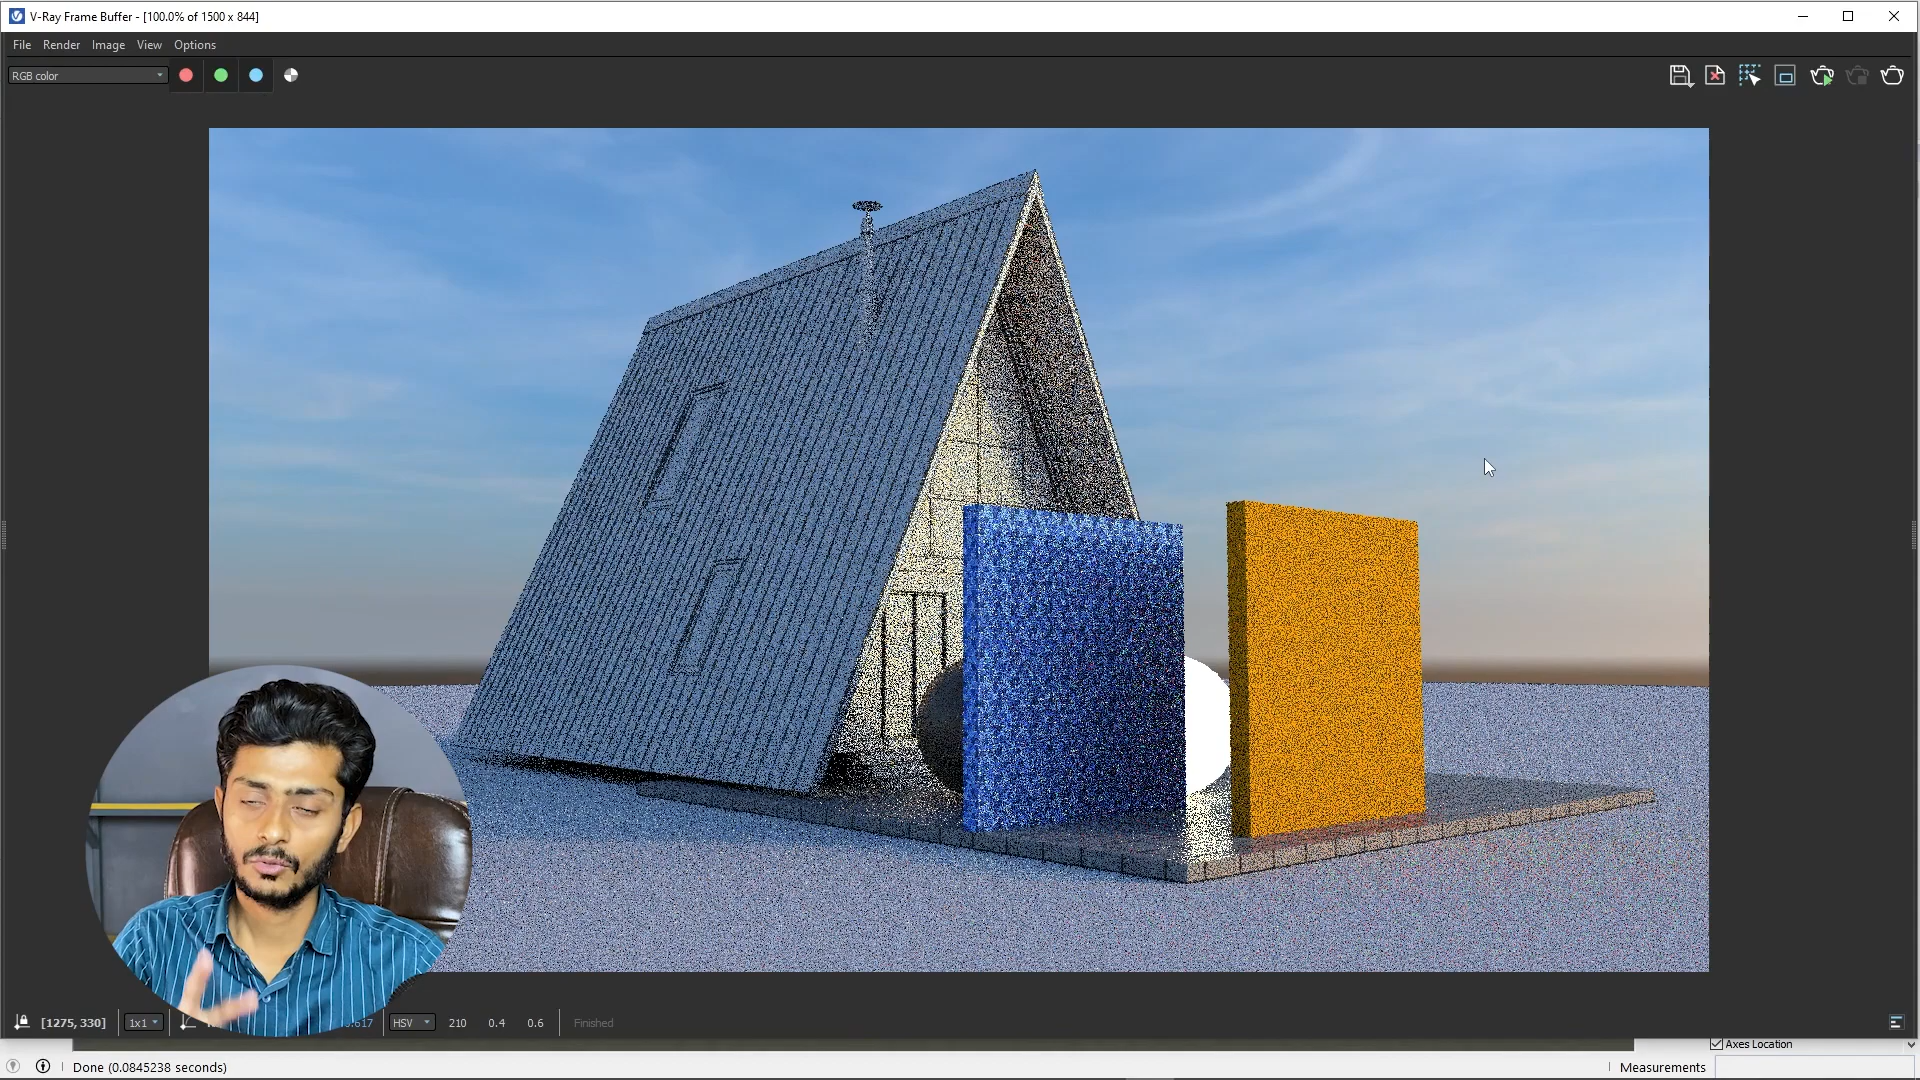 V-Ray Frame Buffer - [100.0% of 1500 x 844]
File Render Image View Options
RGB color
[1275, 330] 1x1 .617 HSV 210 0.4 0.6 Finished
Axes Location
Done (0.0845238 seconds) Measurements